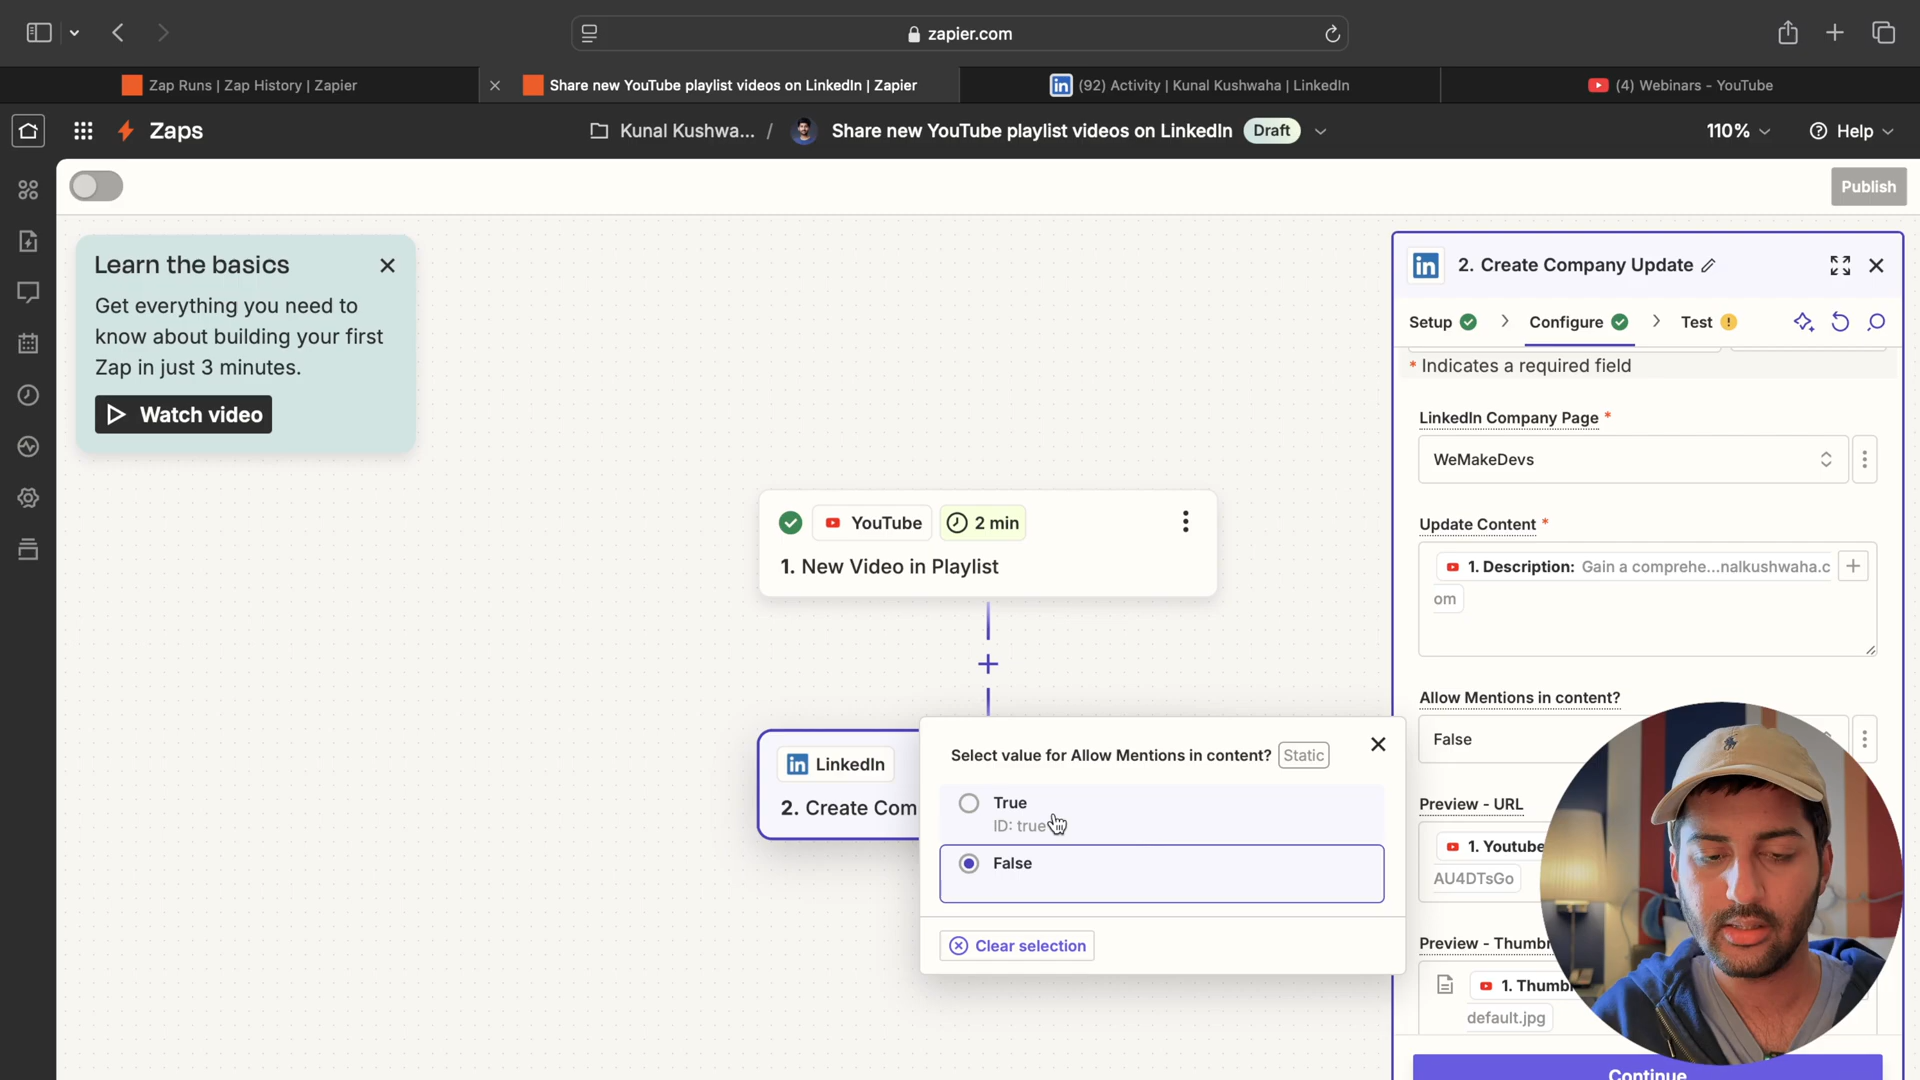 zapier.com
Zap Runs | Zap History | Zapier
Share new YouTube playlist videos on LinkedIn | Zapier
(92) Activity | Kunal Kushwaha | LinkedIn
(4) Webinars - YouTube
Zaps
Kunal Kushwa... / Share new YouTube playlist videos on LinkedIn Draft
110%
Help
Publish
Learn the basics
Get everything you need to
know about building your first
Zap in just 3 minutes.
Watch video
YouTube
2 min
1. New Video in Playlist
LinkedIn
2. Create Com
Select value for Allow Mentions in content? Static
True
ID: true
False
Clear selection
2. Create Company Update
Setup
Configure
Test
* Indicates a required field
LinkedIn Company Page *
WeMakeDevs
Update Content *
1. Description: Gain a comprehe...nalkushwaha.c
om
Allow Mentions in content?
False
Preview - URL
1. Youtube
AU4DTsGo
Preview - Thumbn
1. Thumbn
default.jpg
Continue